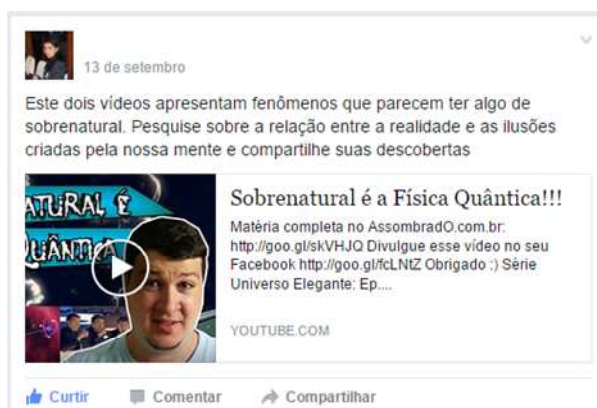 13 de setembro
Este dois vídeos apresentam fenômenos que parecem ter algo de
sobrenatural. Pesquise sobre a relação entre a realidade e as ilusões
criadas pela nossa mente e compartilhe suas descobertas
ATURAL É
UÂNTICA
Sobrenatural é a Física Quântica!!!
Matéria completa no AssombradO.com.br:
http://goo.gl/skVHJQ Divulgue esse vídeo no seu
Facebook http://goo.gl/fcLNtZ Obrigado :) Série
Universo Elegante: Ep....
YOUTUBE.COM
Curtir Comentar Compartilhar